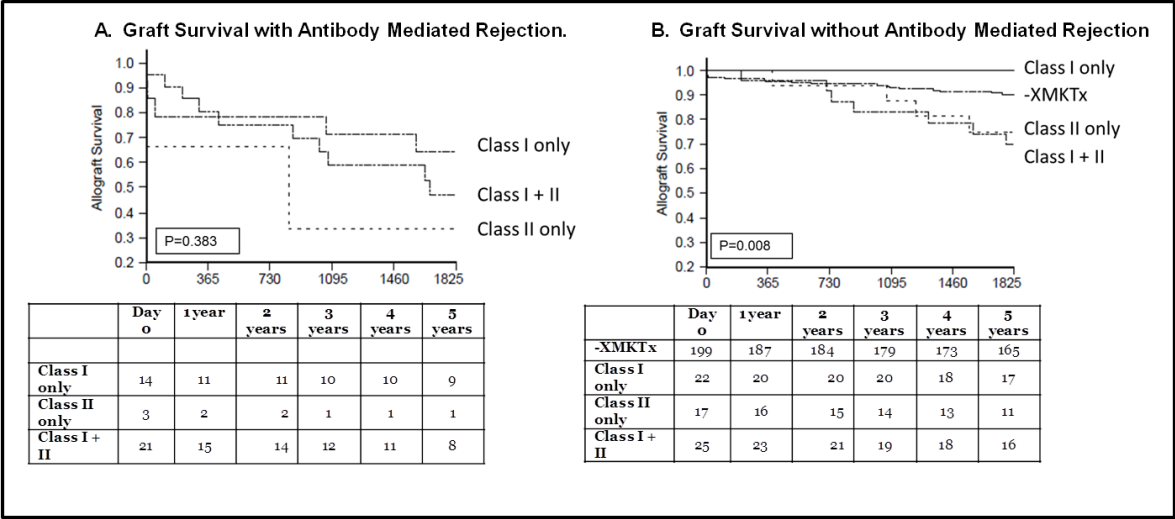 A. Graft Survival with Antibody Mediated Rejection.
1.0
0.9
0.8
0.7
0.6
0.5
0.4
0.3
0.2
Allograft Survival
Class I only
Class I + II
Class II only
P=0.383
0 365 730 1095 1460 1825
Day 0 1 year 2 years 3 years 4 years 5 years
Class I only 14 11 11 10 10 9
Class II only 3 2 2 1 1 1
Class I + II 21 15 14 12 11 8
B. Graft Survival without Antibody Mediated Rejection
1.0
0.9
0.8
0.7
0.6
0.5
0.4
0.3
0.2
Allograft Survival
Class I only
-XMKTx
Class II only
Class I + II
P=0.008
0 365 730 1095 1460 1825
Day 0 1 year 2 years 3 years 4 years 5 years
-XMKTx 199 187 184 179 173 165
Class I only 22 20 20 20 18 17
Class II only 17 16 15 14 13 11
Class I + II 25 23 21 19 18 16